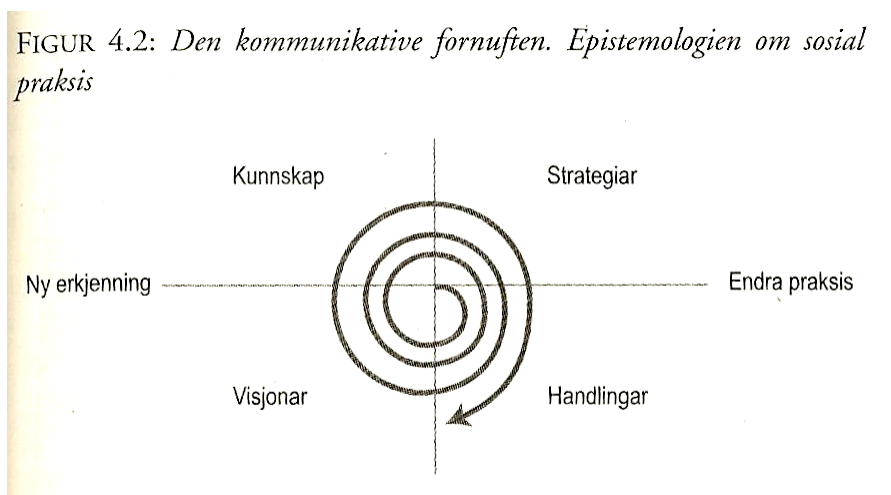 FIGUR 4.2: Den kommunikative fornuften. Epistemologien om sosial
praksis
Kunnskap
Strategiar
Ny erkjenning
Endra praksis
Visjonar
Handlingar